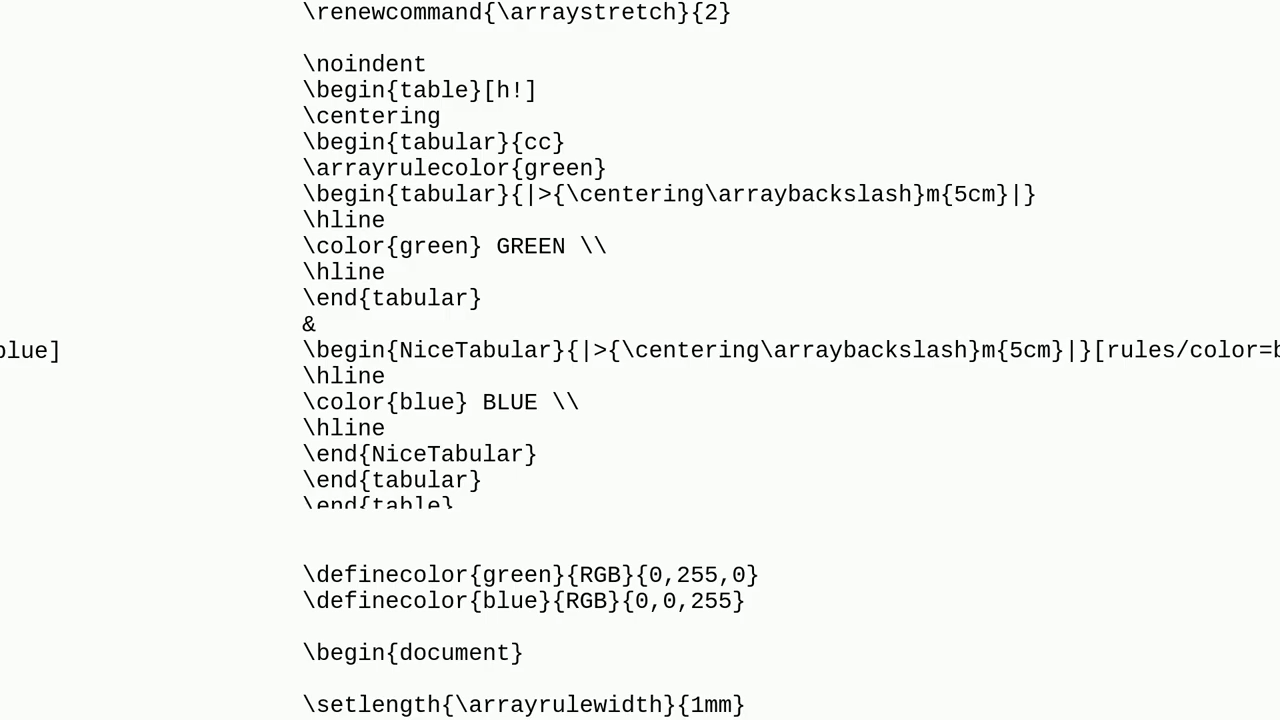 \renewcommand{\arraystretch}{2}
\noindent
\begin{table}[h!]
\centering
\begin{tabular}{cc}
\arrayrulecolor{green}
\begin{tabular}{|>{\centering\arraybackslash}m{5cm}|}
\hline
\color{green} GREEN \\
\hline
\end{tabular}
&
blue] \begin{NiceTabular}{|>{\centering\arraybackslash}m{5cm}|}[rules/color=b
\hline
\color{blue} BLUE \\
\hline
\end{NiceTabular}
\end{tabular}
\end{table}
\definecolor{green}{RGB}{0,255,0}
\definecolor{blue}{RGB}{0,0,255}
\begin{document}
\setlength{\arrayrulewidth}{1mm}